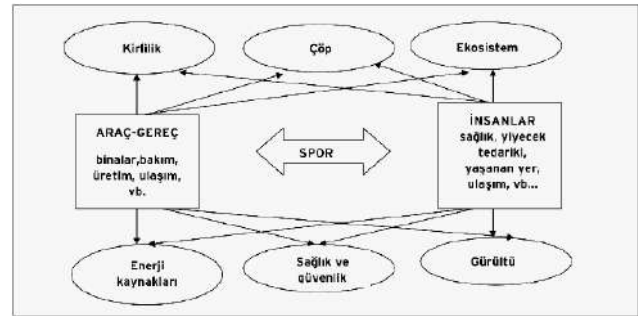 Kirlilik
Çöp
Ekosistem
ARAÇ-GEREÇ
binalar,bakım,
üretim, ulaşım,
vb.
SPOR
İNSANLAR
sağlık, yiyecek
tedariki,
yaşanan yer,
ulaşım, vb...
Enerji
kaynakları
Sağlık ve
güvenlik
Gürültü